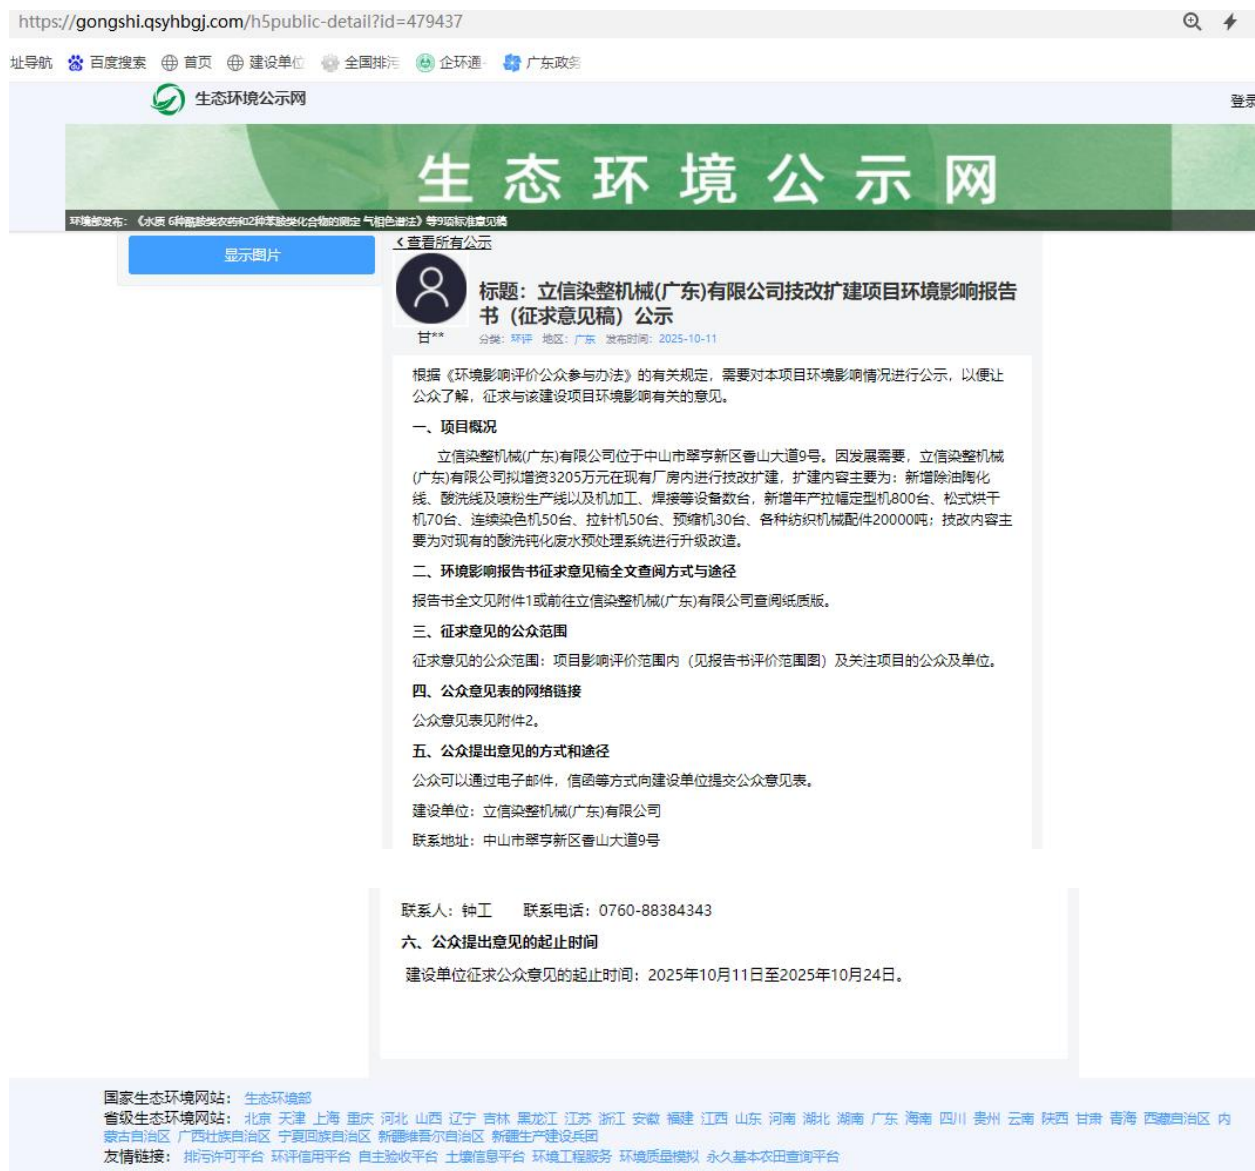 https://gongshi.qsyhbgj.com/h5public-detail?id=479437
址导航 百度搜索 首页 建设单位 全国排污 企环通- 广东政务
生态环境公示网
登录
生态环境公示网
环境部发布：《水质 6种酰胺类农药和2种苯胺类化合物的测定 气相色谱法》等9项标准意见稿
显示图片
查看所有公示
标题：立信染整机械(广东)有限公司技改扩建项目环境影响报告
书（征求意见稿）公示
甘**
分类：环评 地区：广东 发布时间：2025-10-11
根据《环境影响评价公众参与办法》的有关规定，需要对本项目环境影响情况进行公示，以便让
公众了解，征求与该建设项目环境影响有关的意见。
一、项目概况
立信染整机械(广东)有限公司位于中山市翠亨新区香山大道9号。因发展需要，立信染整机械
(广东)有限公司拟增资3205万元在现有厂房内进行技改扩建，扩建内容主要为：新增除油陶化
线、酸洗线及喷粉生产线以及机加工、焊接等设备数台，新增年产拉幅定型机800台、松式烘干
机70台、连续染色机50台、拉针机50台、预缩机30台、各种纺织机械配件20000吨；技改内容主
要为对现有的酸洗钝化废水预处理系统进行升级改造。
二、环境影响报告书征求意见稿全文查阅方式与途径
报告书全文见附件1或前往立信染整机械(广东)有限公司查阅纸质版。
三、征求意见的公众范围
征求意见的公众范围：项目影响评价范围内（见报告书评价范围图）及关注项目的公众及单位。
四、公众意见表的网络链接
公众意见表见附件2。
五、公众提出意见的方式和途径
公众可以通过电子邮件，信函等方式向建设单位提交公众意见表。
建设单位：立信染整机械(广东)有限公司
联系地址：中山市翠亨新区香山大道9号
联系人：钟工 联系电话：0760-88384343
六、公众提出意见的起止时间
建设单位征求公众意见的起止时间：2025年10月11日至2025年10月24日。
国家生态环境网站： 生态环境部
省级生态环境网站： 北京 天津 上海 重庆 河北 山西 辽宁 吉林 黑龙江 江苏 浙江 安徽 福建 江西 山东 河南 湖北 湖南 广东 海南 四川 贵州 云南 陕西 甘肃 青海 西藏自治区 内
蒙古自治区 广西壮族自治区 宁夏回族自治区 新疆维吾尔自治区 新疆生产建设兵团
友情链接： 排污许可平台 环评信用平台 自主验收平台 土壤信息平台 环境工程服务 环境质量模拟 永久基本农田查询平台